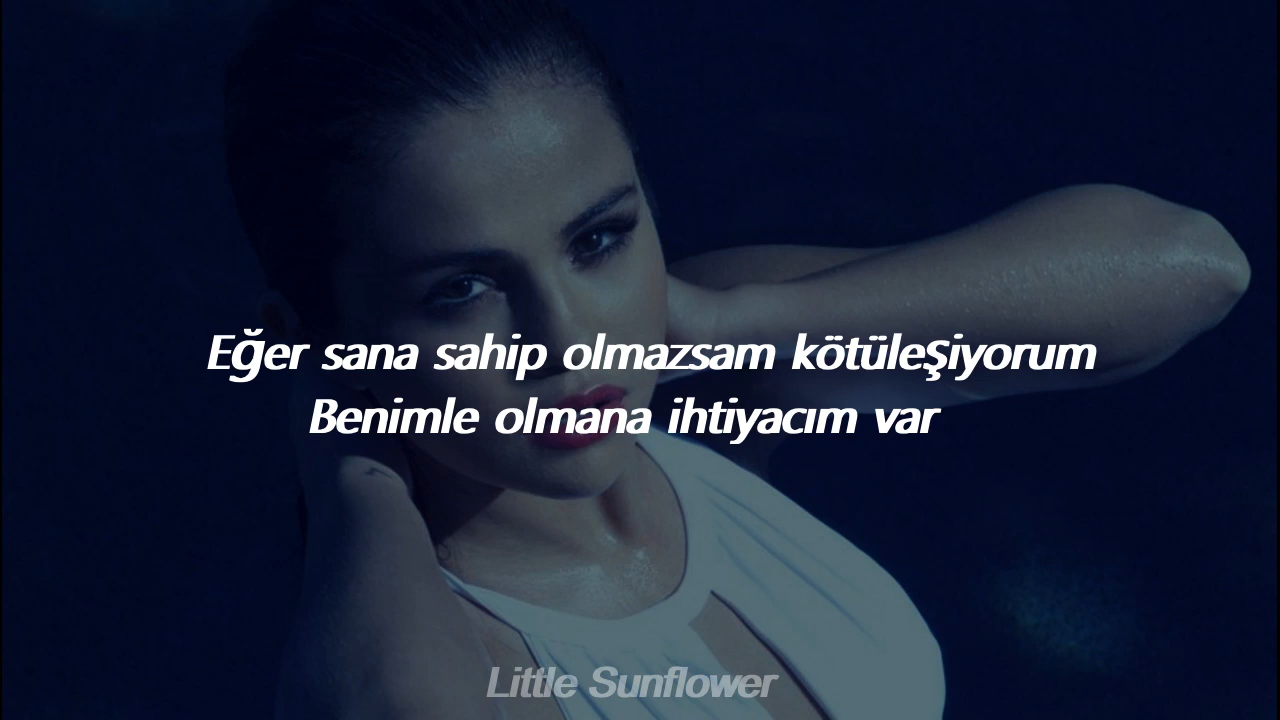 Eğer sana sahip olmazsam kötüleşiyorum
Benimle olmana ihtiyacım var
Little Sunflower